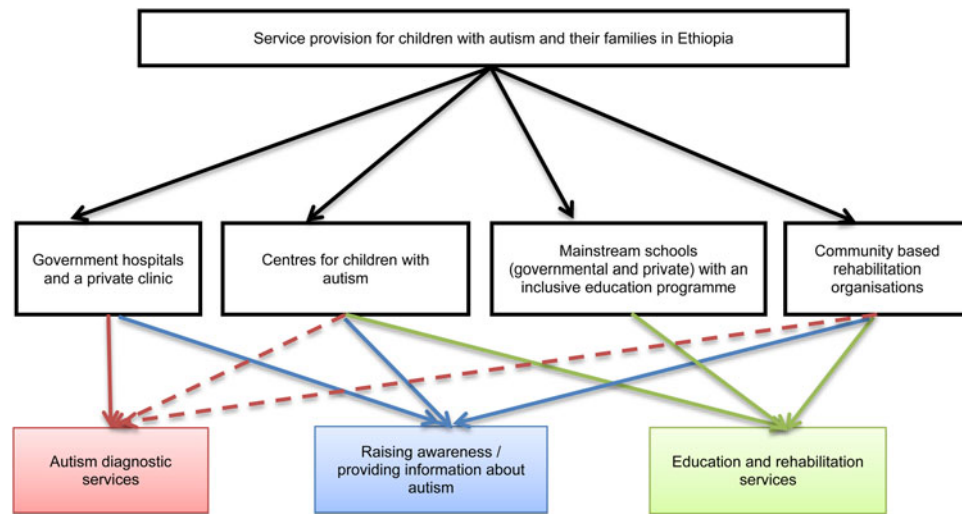 Service provision for children with autism and their families in Ethiopia
Government hospitals
and a private clinic
Centres for children with
autism
Mainstream schools
(governmental and private) with an
inclusive education programme
Community based
rehabilitation
organisations
Autism diagnostic
services
Raising awareness /
providing information about
autism
Education and rehabilitation
services